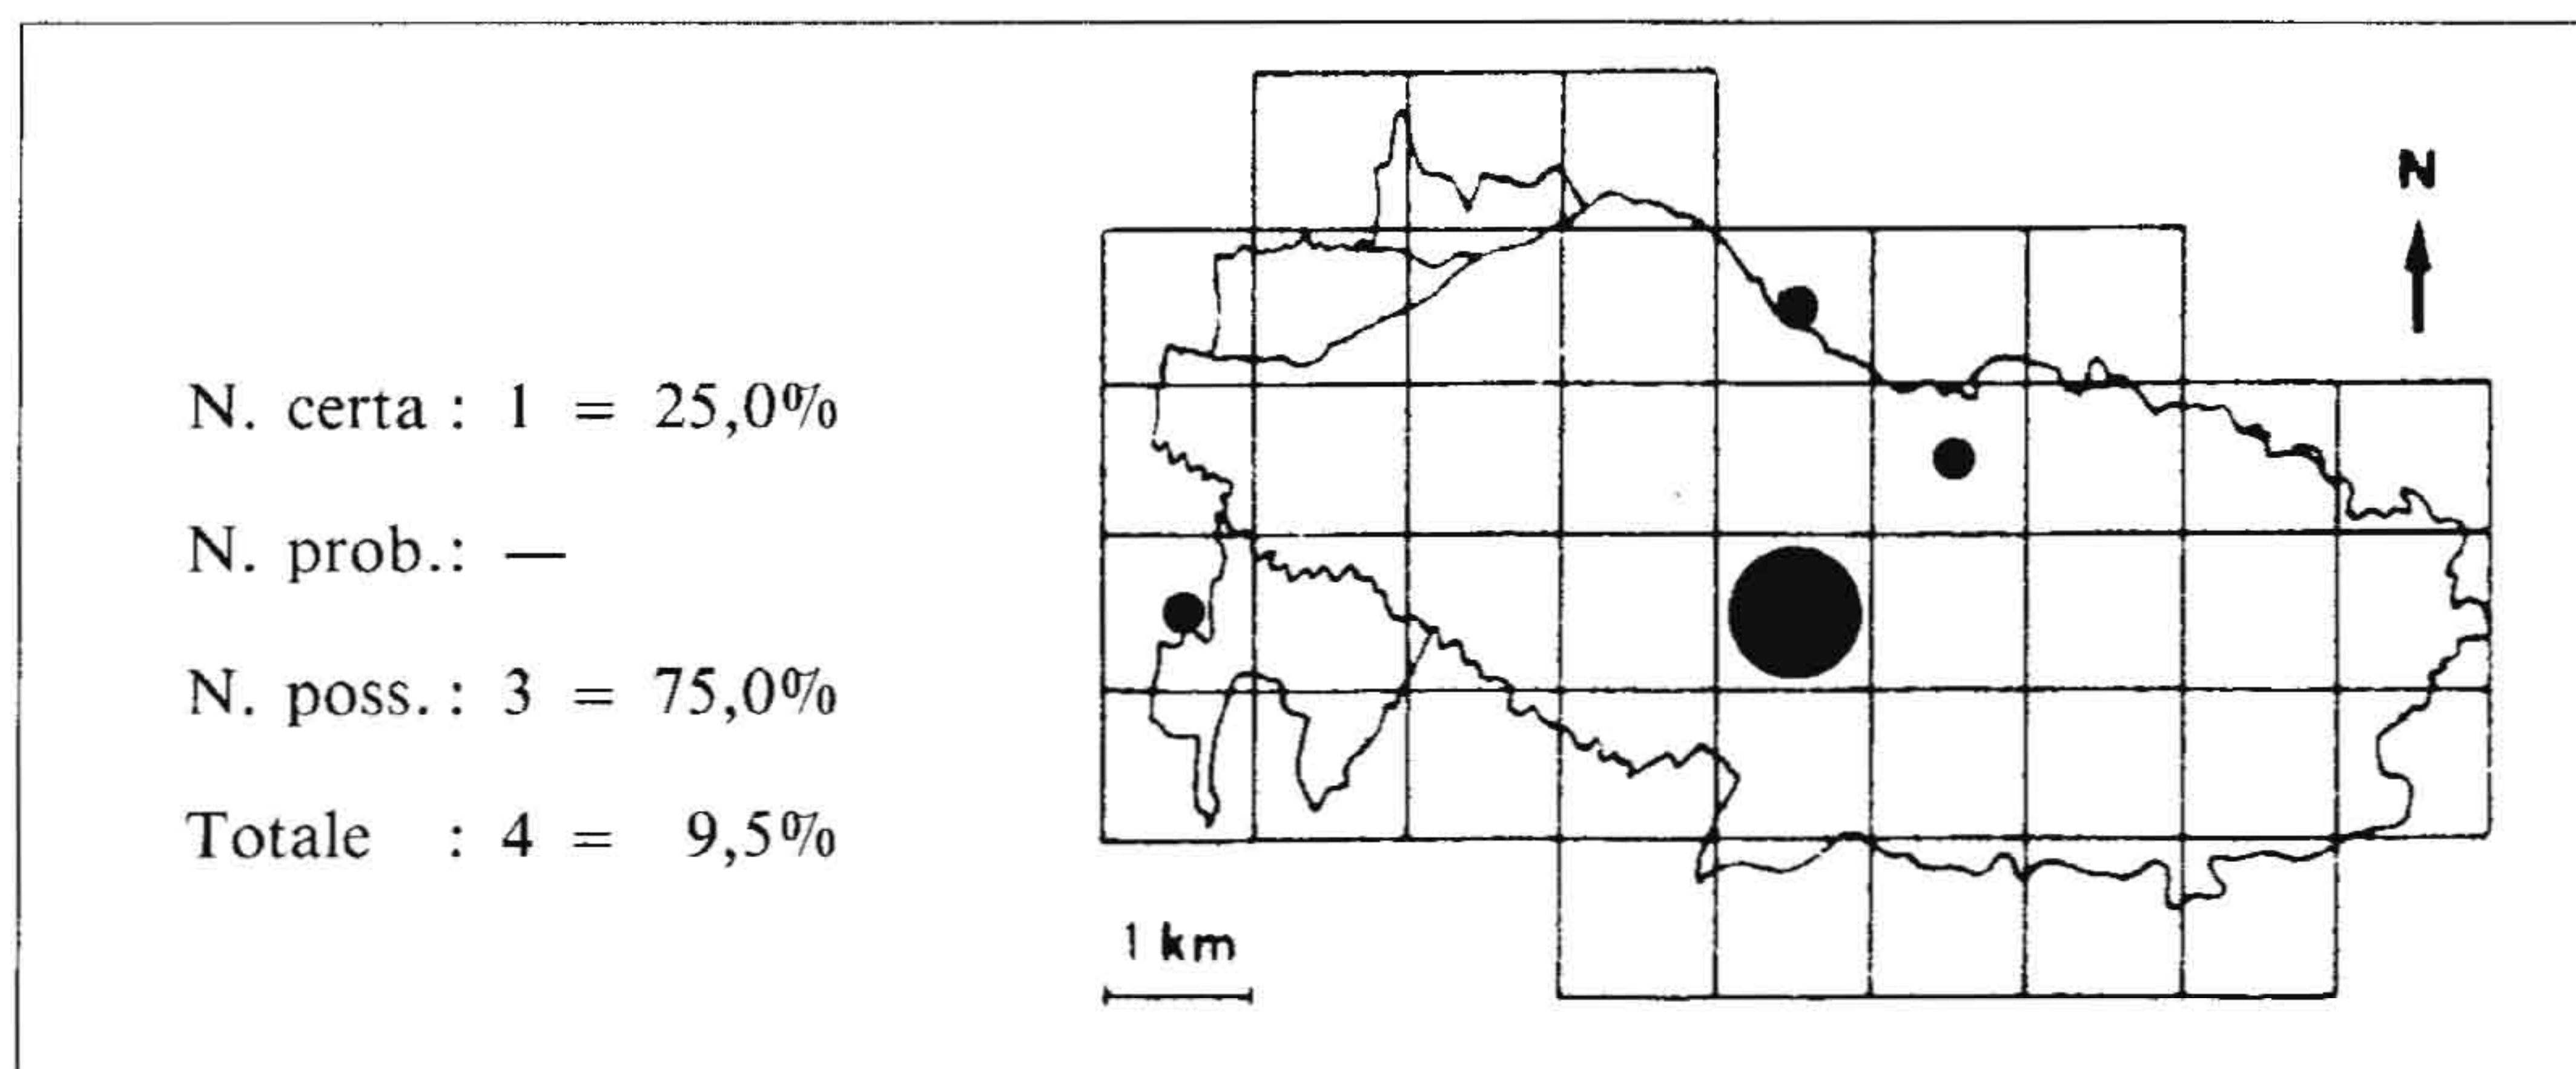 N. certa : 1 = 25,0%
N. prob.: —
N. poss. : 3 = 75,0%
Totale : 4 = 9,5%
N
1 km